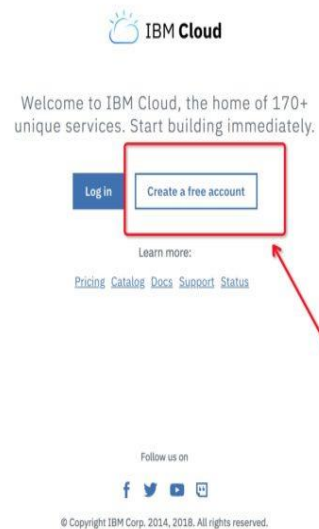 IBM Cloud
Welcome to IBM Cloud, the home of 170+
unique services. Start building immediately.
Log in Create a free account
Learn more:
Pricing Catalog Docs Support Status
Follow us on
© Copyright IBM Corp. 2014, 2018. All rights reserved.